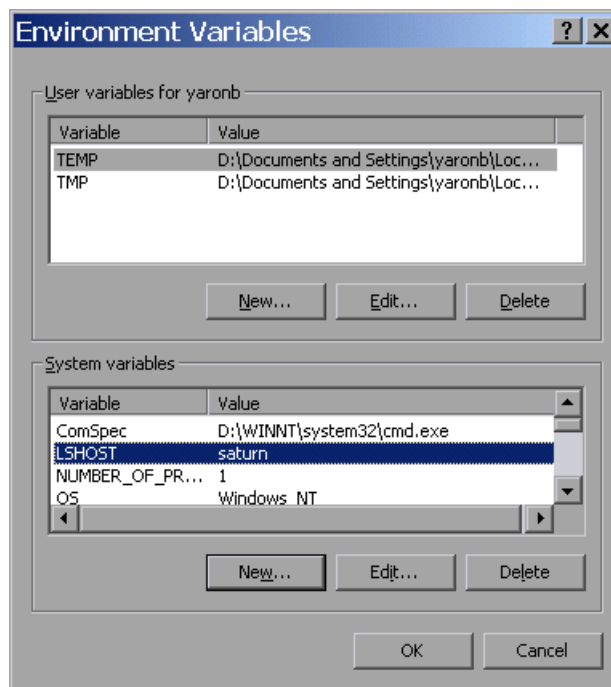 Environment Variables
User variables for yaronb
Variable Value
TEMP D:\Documents and Settings\yaronb\Loc...
TMP D:\Documents and Settings\yaronb\Loc...
New... Edit... Delete
System variables
Variable Value
ComSpec D:\WINNT\system32\cmd.exe
LSHOST saturn
NUMBER_OF_PR... 1
OS Windows_NT
New... Edit... Delete
OK Cancel